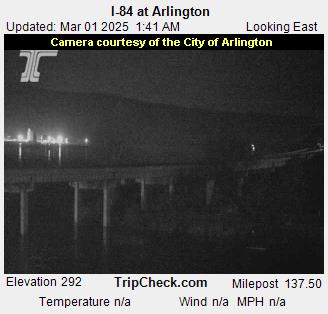 I-84 at Arlington
Updated: Mar 01 2025 1:41 AM Looking East
Camera courtesy of the City of Arlington
Elevation 292 TripCheck.com Milepost 137.50
Temperature n/a Wind n/a MPH n/a